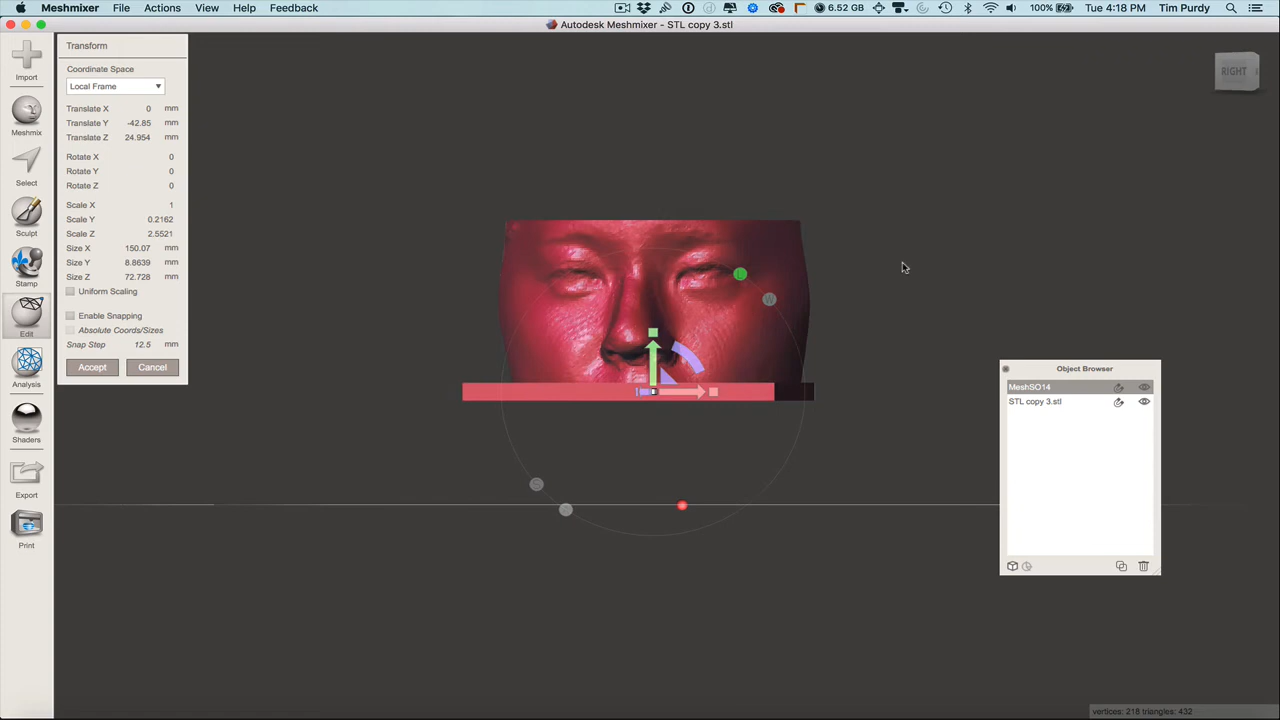 Meshmixer File Actions View Help Feedback 6.52 GB 100% Tue 4:18 PM Tim Purdy
Autodesk Meshmixer - STL copy 3.stl
Import
Meshmix
Select
Sculpt
Stamp
Edit
Analysis
Shaders
Export
Print
Transform
Coordinate Space
Local Frame
Translate X 0 mm
Translate Y -42.85 mm
Translate Z 24.954 mm
Rotate X 0
Rotate Y 0
Rotate Z 0
Scale X 1
Scale Y 0.2162
Scale Z 2.5521
Size X 150.07 mm
Size Y 8.8639 mm
Size Z 72.728 mm
Uniform Scaling
Enable Snapping
Absolute Coords/Sizes
Snap Step 12.5 mm
Accept Cancel
RIGHT
L
W
Object Browser
MeshSO14
STL copy 3.stl
vertices: 218 triangles: 432